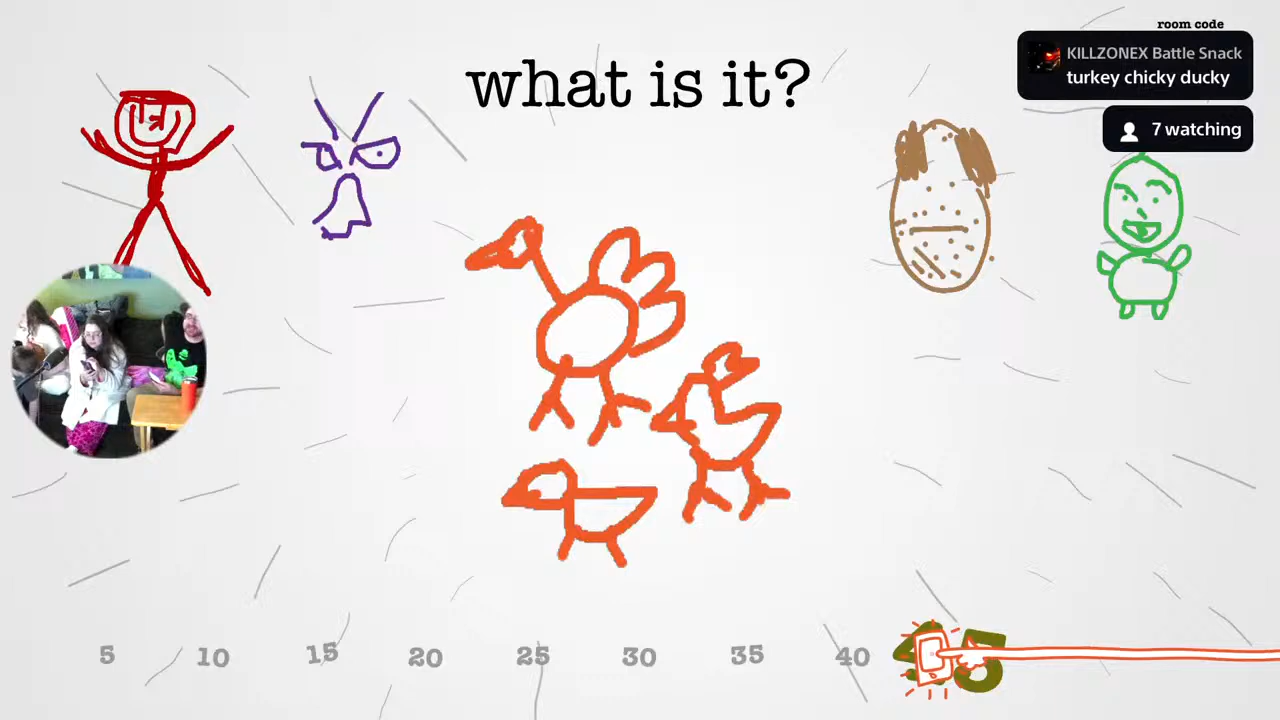 room code
KILLZONEX Battle Snack
turkey chicky ducky
what is it?
7 watching
5 10 15 20 25 30 35 40 45